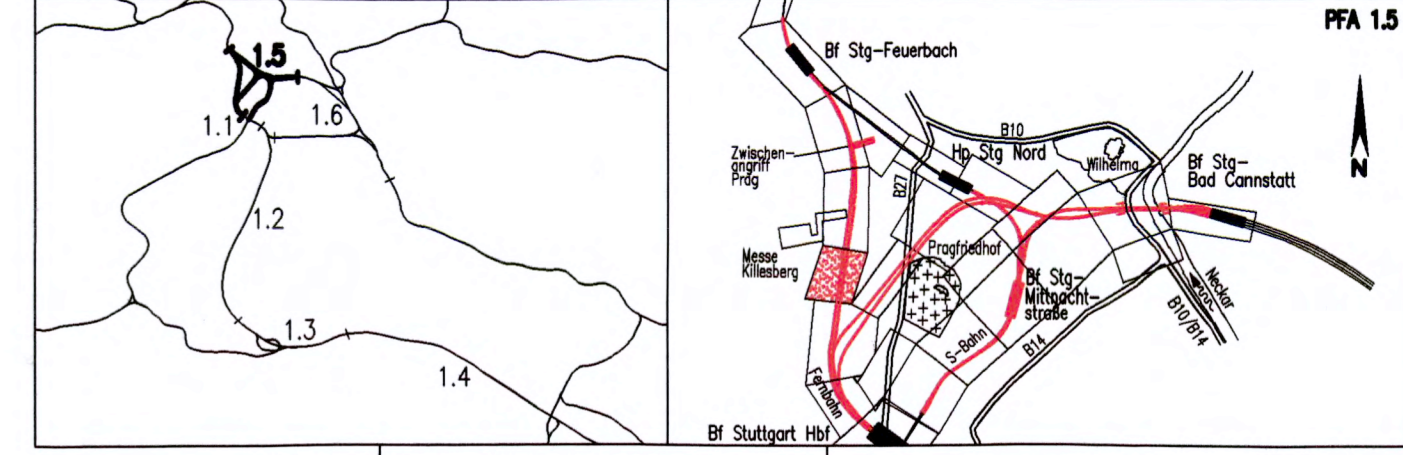 1.5
1.1
1.6
1.2
1.3
1.4
PFA 1.5
Bf Stg-Feuerbach
N
B10
Zwischen-
angriff
Prag
Hp Stg Nord
Wilhelma
Bf Stg-
Bad Cannstatt
B27
Messe
Killesberg
Pragfriedhof
Bf Stg-
Mittnacht-
straße
Neckar
B10/B14
S-Bahn
B14
Fernbahn
Bf Stuttgart Hbf